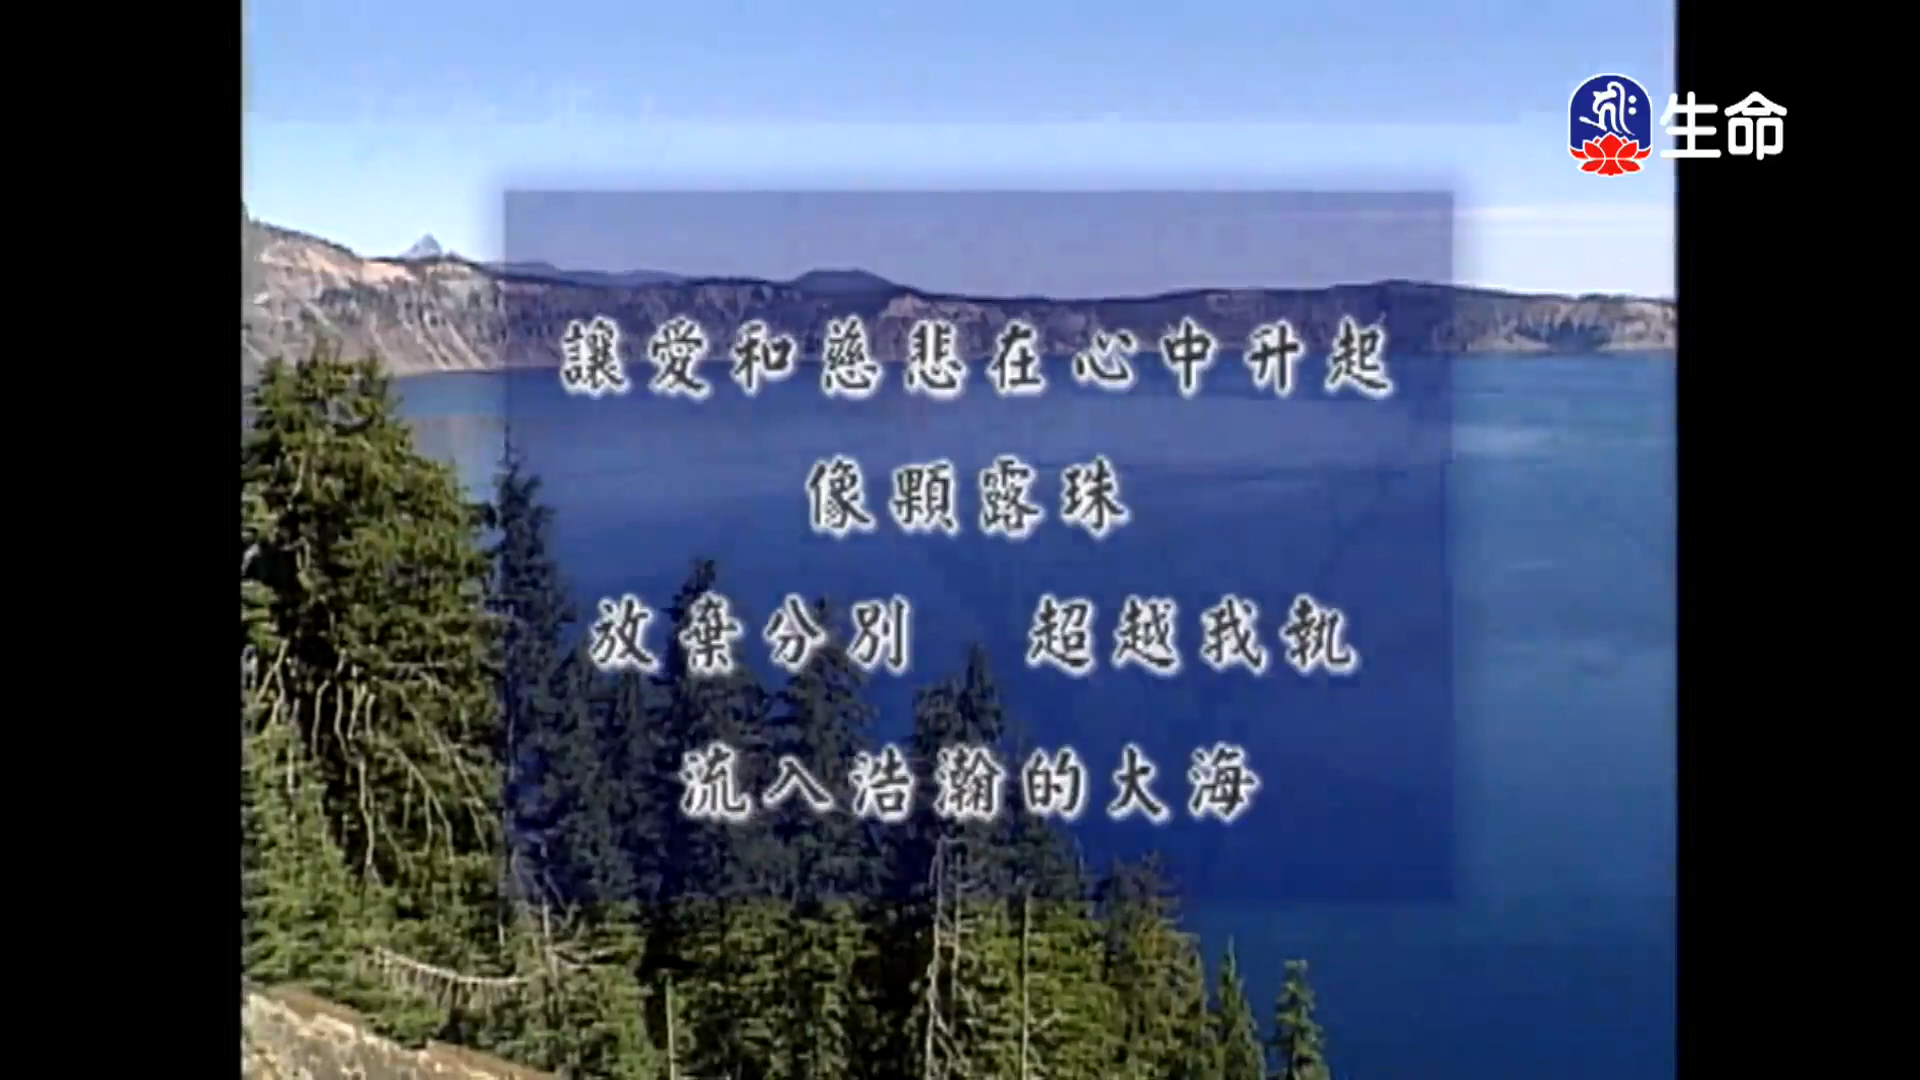 生命
讓愛和慈悲在心中升起
像顆露珠
放棄分別　超越我執
流入浩瀚的大海